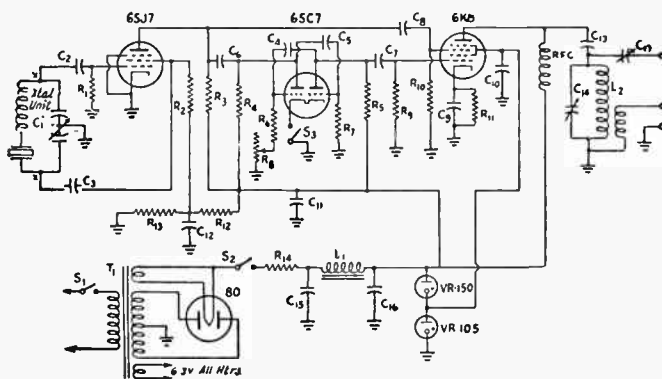 6SJ7
6SC7
6K8
C2
R1
Xtal Unit
C1
C3
x
x
R2
C6
R3
R4
C4
C5
R6
R8
S3
R7
C7
R5
C8
R9
R10
C9
R11
C10
RFC
C13
C19
C14
L2
R13
R12
C12
C11
T1
S1
80
S2
R14
L1
C15
C16
VR-150
VR-105
6.3v All Htrs.